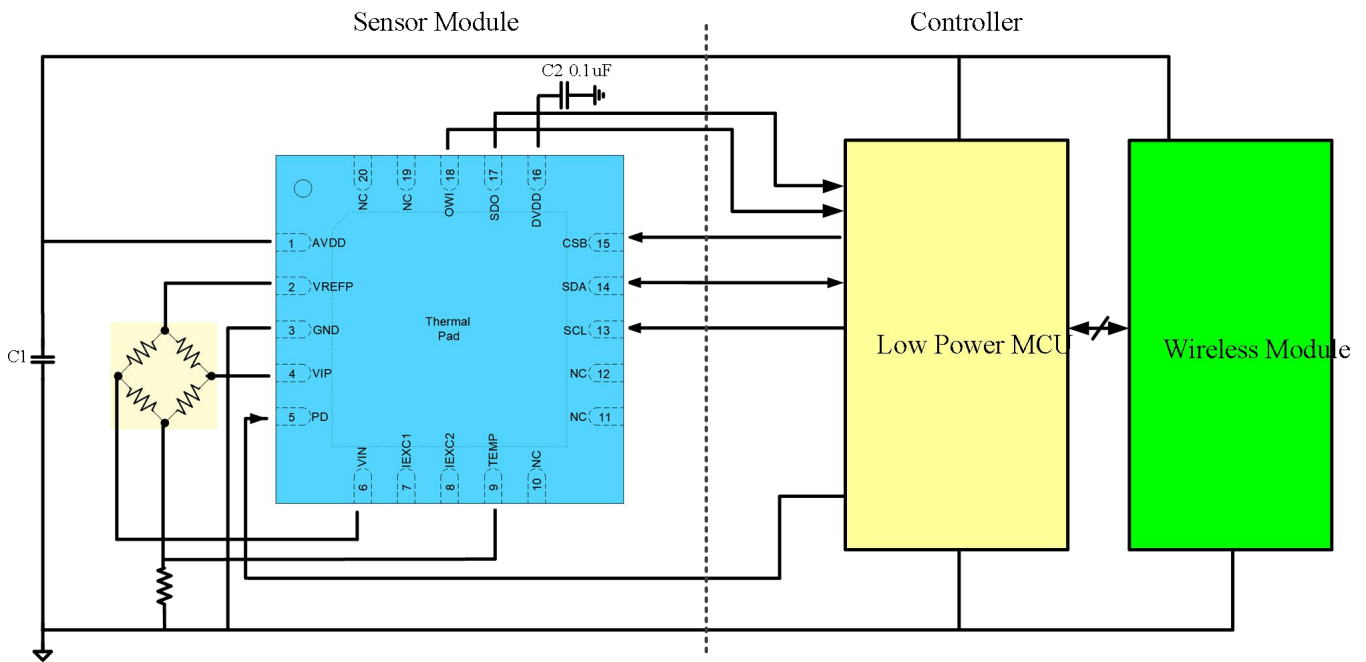 Sensor Module
Controller
C2 0.1uF
NC 20
NC 19
OWI 18
SDO 17
DVDD 16
1 AVDD
CSB 15
2 VREFP
SDA 14
Thermal
Pad
3 GND
SCL 13
C1
4 VIP
NC 12
5 PD
NC 11
Low Power MCU
Wireless Module
VIN 6
IEXC1 7
IEXC2 8
TEMP 9
NC 10